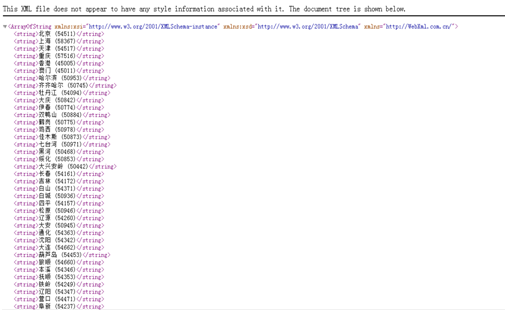 This XML file does not appear to have any style information associated with it. The document tree is shown below.
▼<ArrayOfString xmlns:xsi="http://www.w3.org/2001/XMLSchema-instance" xmlns:xsd="http://www.w3.org/2001/XMLSchema" xmlns="http://WebXml.com.cn/">
<string>北京 (54511)</string>
<string>上海 (58367)</string>
<string>天津 (54517)</string>
<string>重庆 (57516)</string>
<string>香港 (45005)</string>
<string>澳门 (45011)</string>
<string>哈尔滨 (50953)</string>
<string>齐齐哈尔 (50745)</string>
<string>牡丹江 (54094)</string>
<string>大庆 (50842)</string>
<string>伊春 (50774)</string>
<string>双鸭山 (50884)</string>
<string>鹤岗 (50775)</string>
<string>鸡西 (50978)</string>
<string>佳木斯 (50873)</string>
<string>七台河 (50971)</string>
<string>黑河 (50468)</string>
<string>绥化 (50853)</string>
<string>大兴安岭 (50442)</string>
<string>长春 (54161)</string>
<string>吉林 (54172)</string>
<string>白山 (54371)</string>
<string>白城 (50936)</string>
<string>四平 (54157)</string>
<string>松原 (50946)</string>
<string>辽源 (54260)</string>
<string>大安 (50945)</string>
<string>通化 (54363)</string>
<string>沈阳 (54342)</string>
<string>大连 (54662)</string>
<string>葫芦岛 (54453)</string>
<string>旅顺 (54660)</string>
<string>本溪 (54346)</string>
<string>抚顺 (54353)</string>
<string>铁岭 (54249)</string>
<string>辽阳 (54347)</string>
<string>营口 (54471)</string>
<string>阜新 (54237)</string>